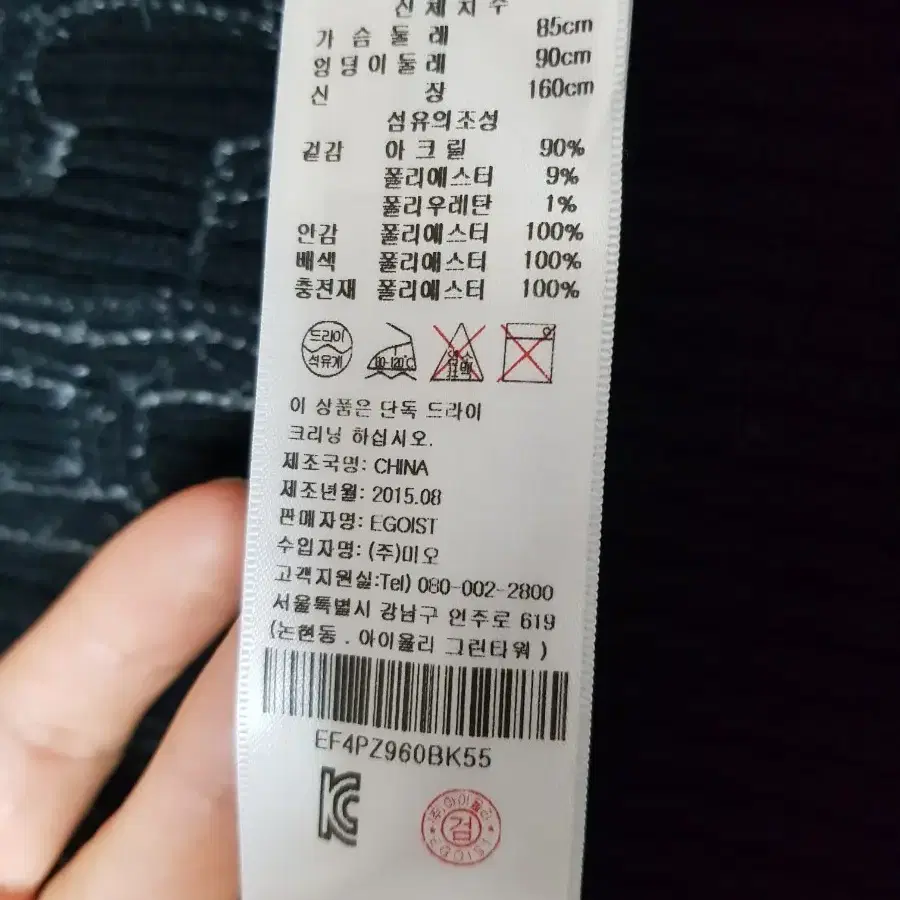 신체치수
가슴둘레 85cm
엉덩이둘레 90cm
신장 160cm
섬유의조성
겉감 아크릴 90%
폴리에스터 9%
폴리우레탄 1%
안감 폴리에스터 100%
배색 폴리에스터 100%
충전재 폴리에스터 100%
드라이
석유계
이 상품은 단독 드라이
크리닝 하십시오.
제조국명: CHINA
제조년월: 2015.08
판매자명: EGOIST
수입자명: (주)미오
고객지원실:Tel) 080-002-2800
서울특별시 강남구 언주로 619
(논현동 . 아이올리 그린타워 )
EF4PZ960BK55
검